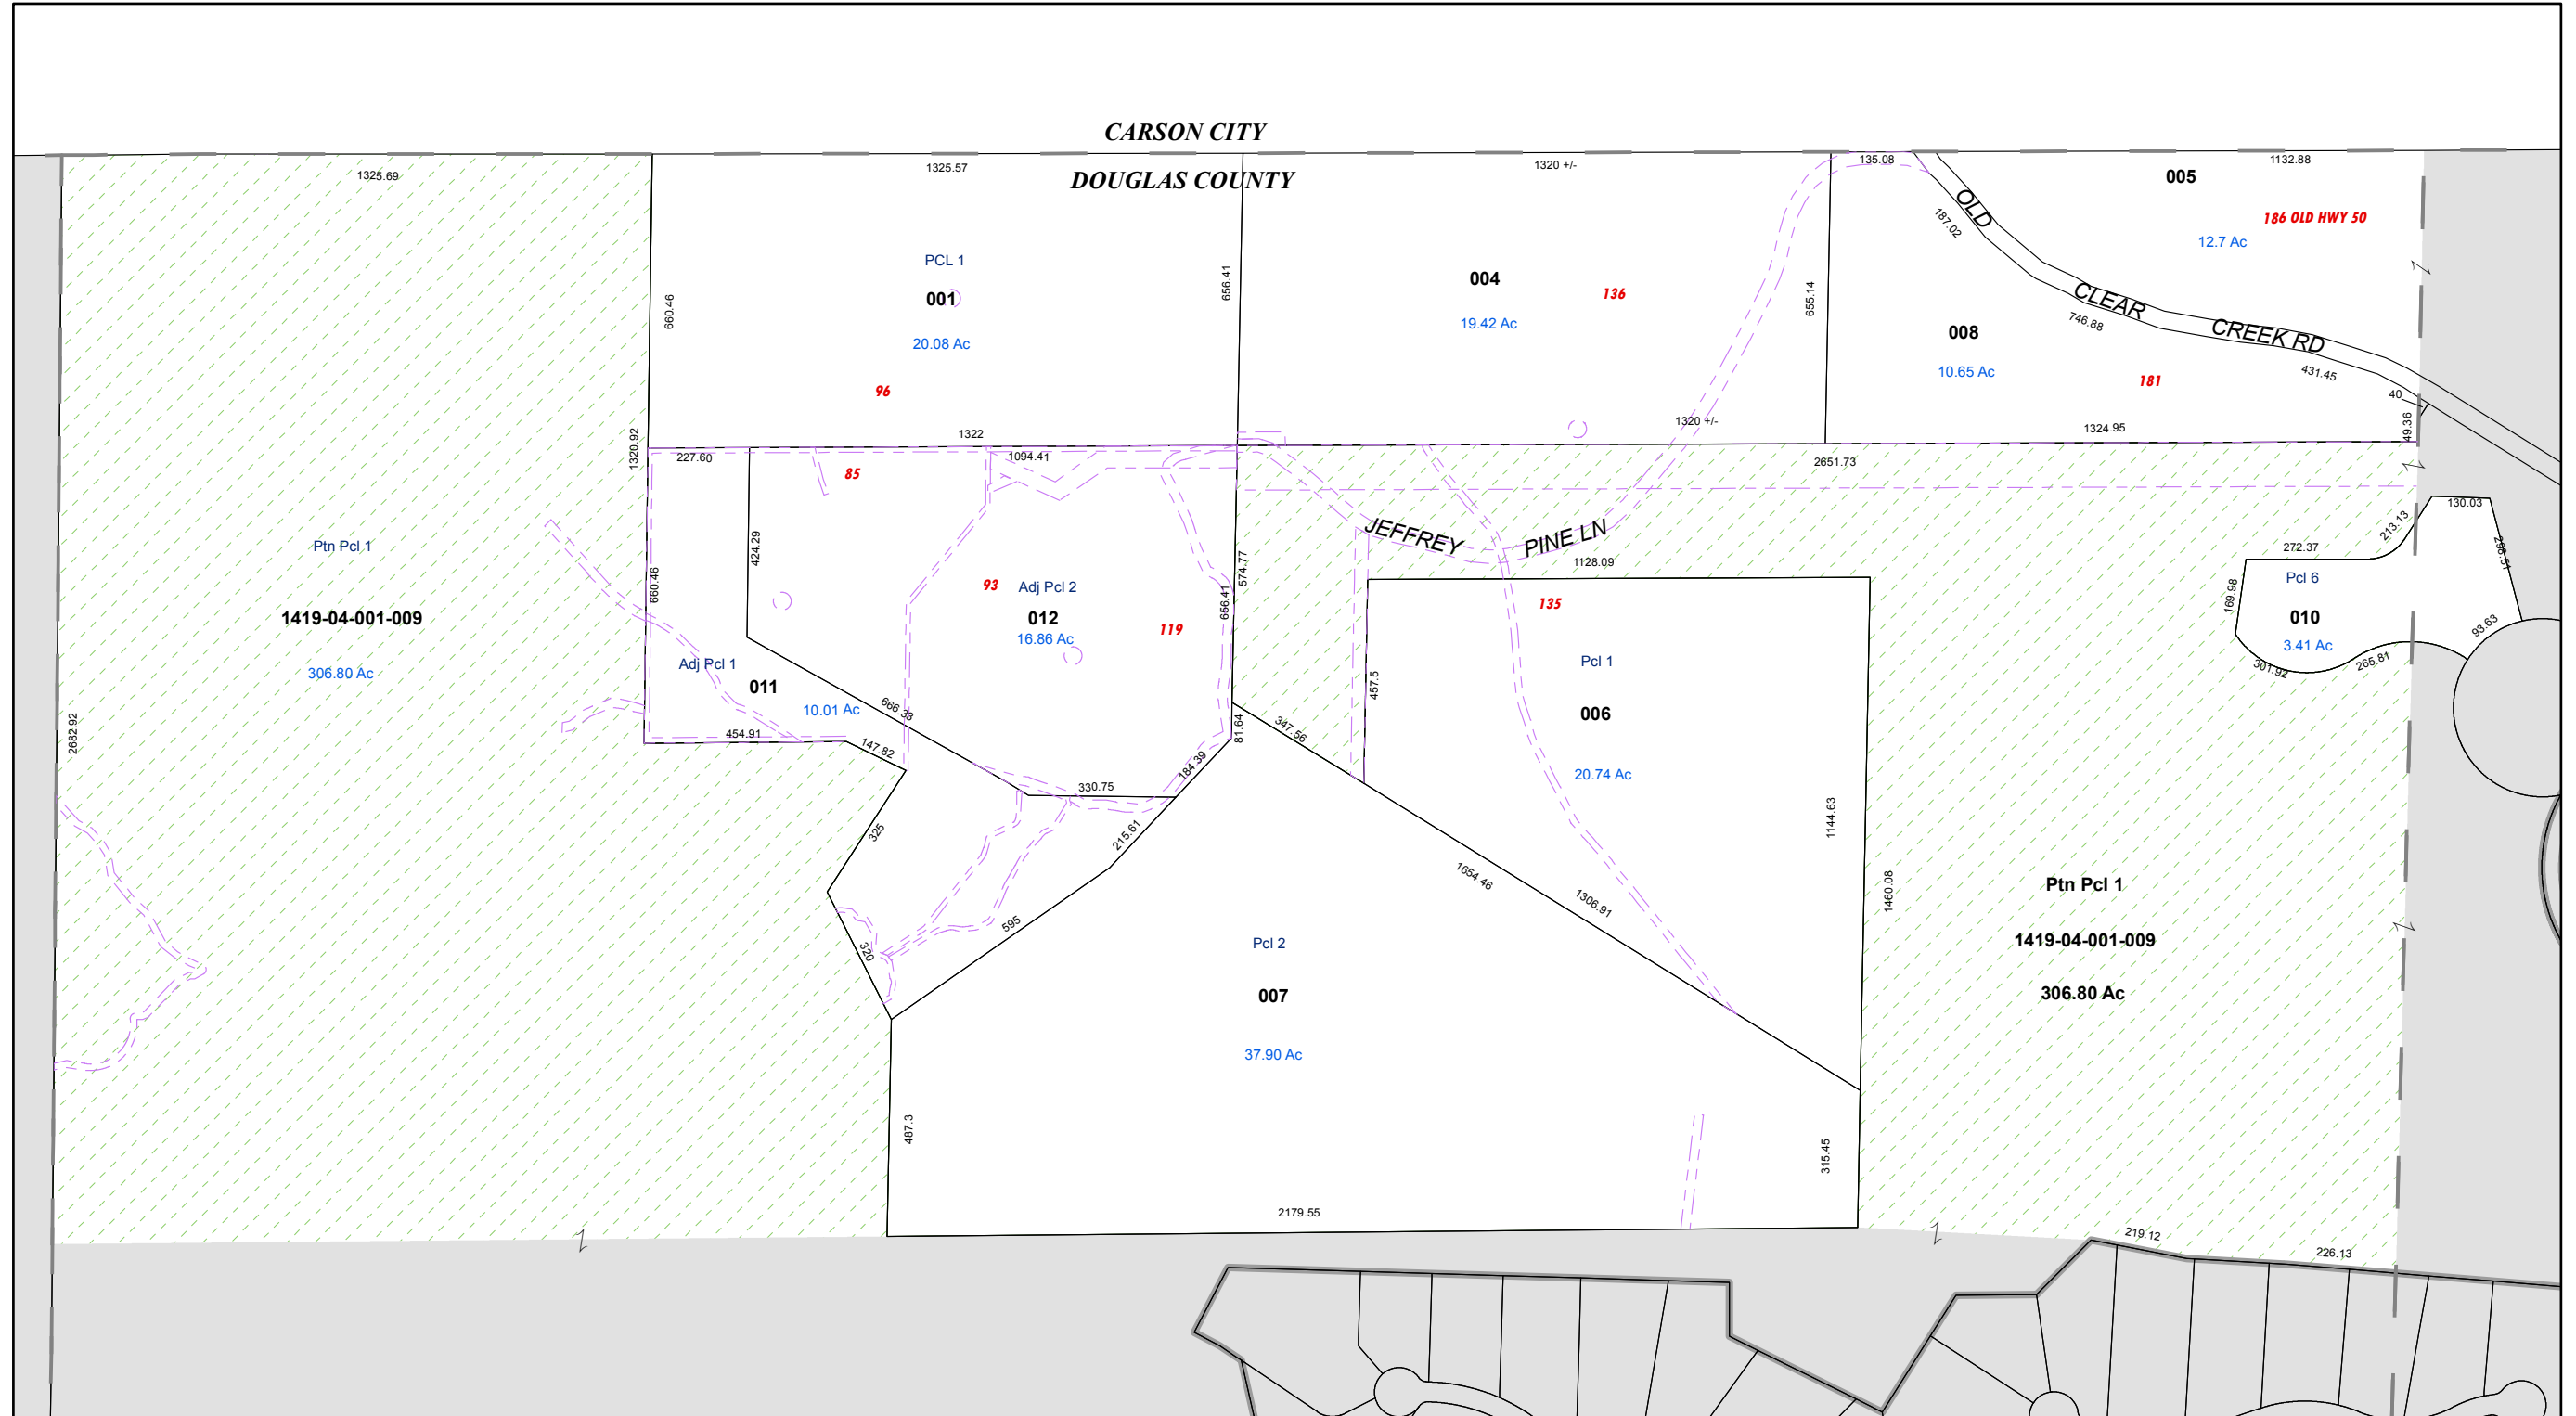 CARSON CITY
DOUGLAS COUNTY
1325.69
1325.57
1320 +/-
135.08
1132.88
005
186 OLD HWY 50
12.7 Ac
OLD
187.02
CLEAR
CREEK RD
746.88
431.45
40
49.36
PCL 1
001
20.08 Ac
96
660.46
656.41
004
136
19.42 Ac
655.14
008
10.65 Ac
181
1322
1320 +/-
1324.95
1320.92
227.60
1094.41
2651.73
85
424.29
660.46
574.77
656.41
JEFFREY
PINE LN
1128.09
130.03
213.13
272.37
169.98
Pcl 6
010
3.41 Ac
93.63
301.92
265.81
Ptn Pcl 1
1419-04-001-009
306.80 Ac
2682.92
93
Adj Pcl 2
012
16.86 Ac
119
135
Adj Pcl 1
011
10.01 Ac
666.33
454.91
147.82
81.64
184.39
330.75
347.56
457.5
Pcl 1
006
20.74 Ac
325
215.61
595
320
1654.46
1306.91
1144.63
1460.08
Ptn Pcl 1
1419-04-001-009
306.80 Ac
Pcl 2
007
37.90 Ac
487.3
315.45
2179.55
219.12
226.13